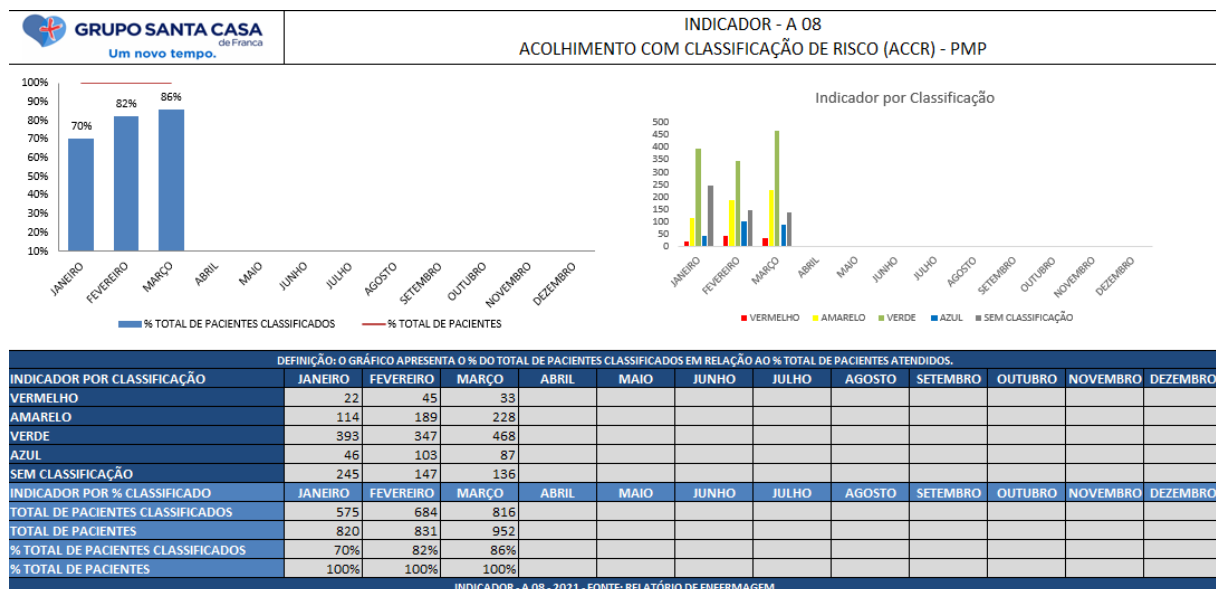 GRUPO SANTA CASA
de Franca
Um novo tempo.
INDICADOR - A 08
ACOLHIMENTO COM CLASSIFICAÇÃO DE RISCO (ACCR) - PMP
100%
90%
80%
70%
60%
50%
40%
30%
20%
10%
70%
82%
86%
JANEIRO
FEVEREIRO
MARÇO
ABRIL
MAIO
JUNHO
JULHO
AGOSTO
SETEMBRO
OUTUBRO
NOVEMBRO
DEZEMBRO
% TOTAL DE PACIENTES CLASSIFICADOS % TOTAL DE PACIENTES
Indicador por Classificação
500
450
400
350
300
250
200
150
100
50
0
JANEIRO
FEVEREIRO
MARÇO
ABRIL
MAIO
JUNHO
JULHO
AGOSTO
SETEMBRO
OUTUBRO
NOVEMBRO
DEZEMBRO
VERMELHO AMARELO VERDE AZUL SEM CLASSIFICAÇÃO
DEFINIÇÃO: O GRÁFICO APRESENTA O % DO TOTAL DE PACIENTES CLASSIFICADOS EM RELAÇÃO AO % TOTAL DE PACIENTES ATENDIDOS.
INDICADOR POR CLASSIFICAÇÃO JANEIRO FEVEREIRO MARÇO ABRIL MAIO JUNHO JULHO AGOSTO SETEMBRO OUTUBRO NOVEMBRO DEZEMBRO
VERMELHO 22 45 33
AMARELO 114 189 228
VERDE 393 347 468
AZUL 46 103 87
SEM CLASSIFICAÇÃO 245 147 136
INDICADOR POR % CLASSIFICADO JANEIRO FEVEREIRO MARÇO ABRIL MAIO JUNHO JULHO AGOSTO SETEMBRO OUTUBRO NOVEMBRO DEZEMBRO
TOTAL DE PACIENTES CLASSIFICADOS 575 684 816
TOTAL DE PACIENTES 820 831 952
% TOTAL DE PACIENTES CLASSIFICADOS 70% 82% 86%
% TOTAL DE PACIENTES 100% 100% 100%
INDICADOR - A 08 - 2021 - FONTE: RELATÓRIO DE ENFERMAGEM